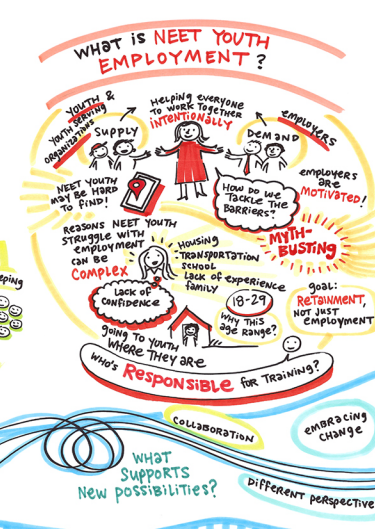 WHAT IS NEET YOUTH
EMPLOYMENT?
YOUTH &
YOUTH SERVING
ORGANIZATIONS
SUPPLY
HELPING EVERYONE
TO WORK TOGETHER
INTENTIONALLY
EMPLOYERS
DEMAND
NEET YOUTH
MAY BE HARD
TO FIND!
HOW DO WE
TACKLE THE
BARRIERS?
EMPLOYERS
ARE
MOTIVATED!
REASONS NEET YOUTH
STRUGGLE WITH
EMPLOYMENT
CAN BE
COMPLEX
HOUSING
TRANSPORTATION
SCHOOL
LACK OF EXPERIENCE
FAMILY
MYTH-
BUSTING
LACK OF
CONFIDENCE
18-29
WHY THIS
AGE RANGE?
GOAL:
RETAINMENT,
NOT JUST
EMPLOYMENT
GOING TO YOUTH
WHERE THEY ARE
WHO'S RESPONSIBLE FOR TRAINING?
COLLABORATION
EMBRACING
CHANGE
WHAT
SUPPORTS
NEW POSSIBILITIES?
DIFFERENT PERSPECTIVE